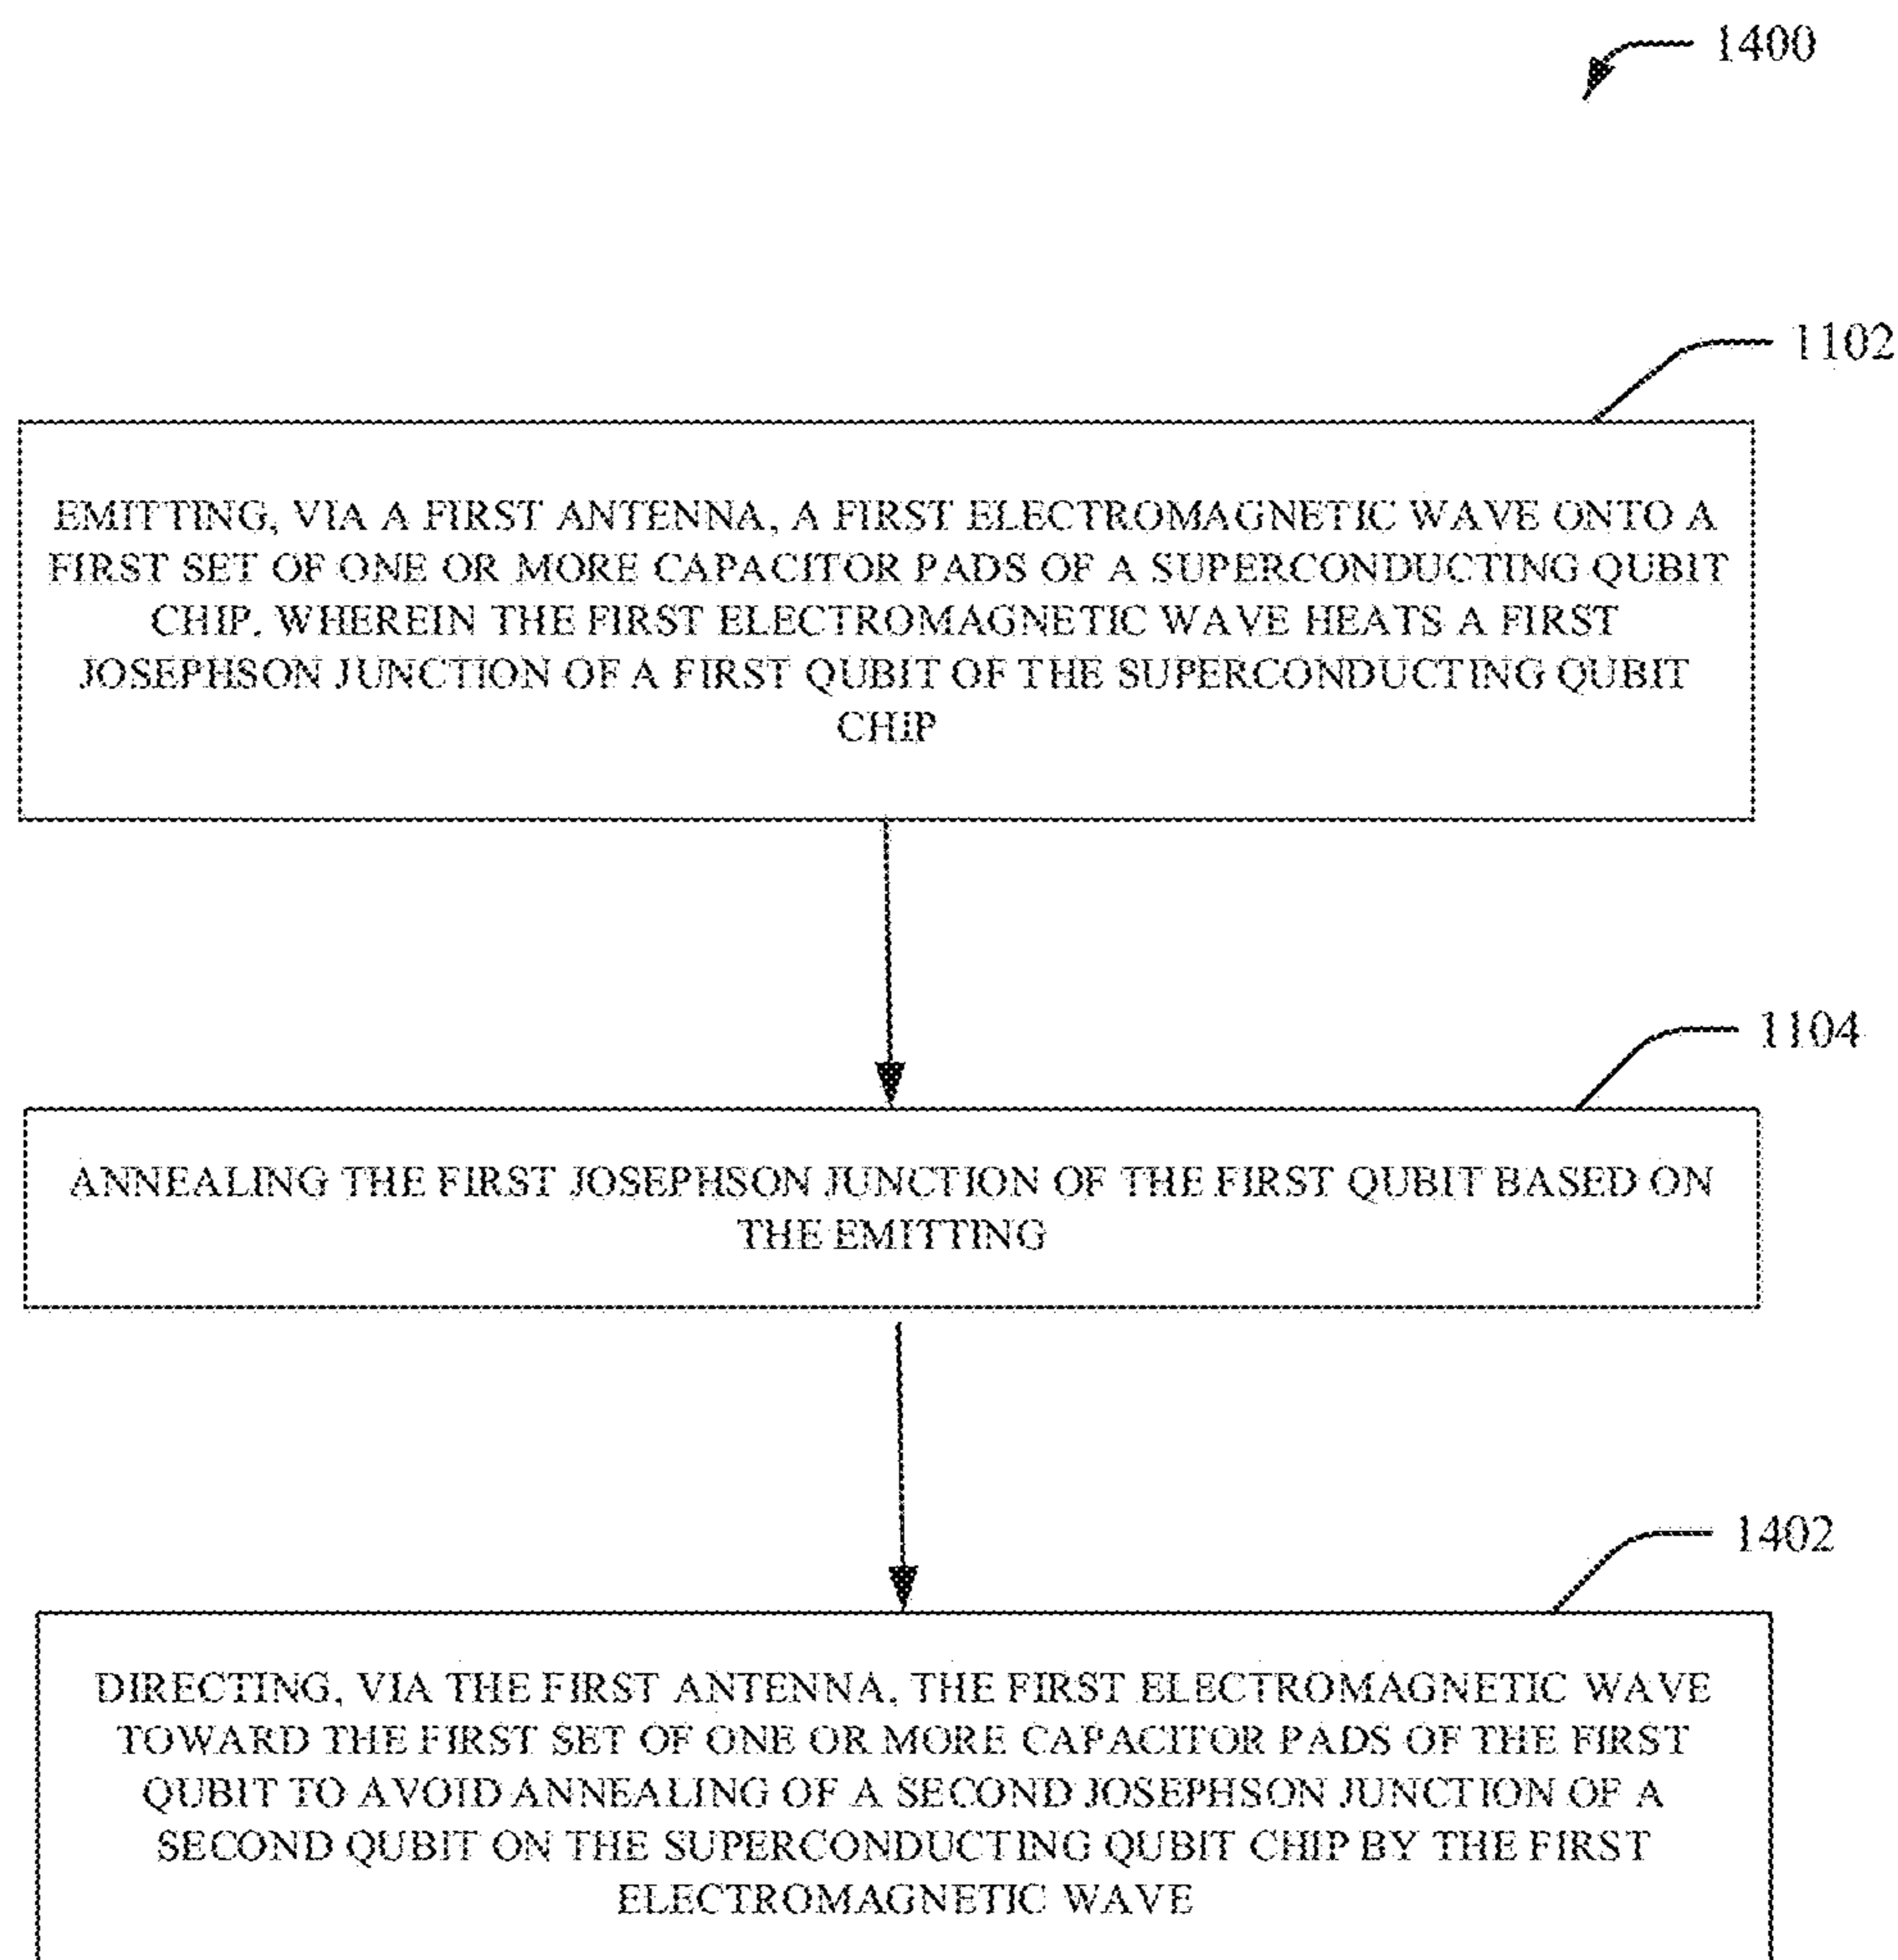 1400
1102
EMITTING, VIA A FIRST ANTENNA, A FIRST ELECTROMAGNETIC WAVE ONTO A
FIRST SET OF ONE OR MORE CAPACITOR PADS OF A SUPERCONDUCTING QUBIT
CHIP, WHEREIN THE FIRST ELECTROMAGNETIC WAVE HEATS A FIRST
JOSEPHSON JUNCTION OF A FIRST QUBIT OF THE SUPERCONDUCTING QUBIT
CHIP
1104
ANNEALING THE FIRST JOSEPHSON JUNCTION OF THE FIRST QUBIT BASED ON
THE EMITTING
1402
DIRECTING, VIA THE FIRST ANTENNA, THE FIRST ELECTROMAGNETIC WAVE
TOWARD THE FIRST SET OF ONE OR MORE CAPACITOR PADS OF THE FIRST
QUBIT TO AVOID ANNEALING OF A SECOND JOSEPHSON JUNCTION OF A
SECOND QUBIT ON THE SUPERCONDUCTING QUBIT CHIP BY THE FIRST
ELECTROMAGNETIC WAVE